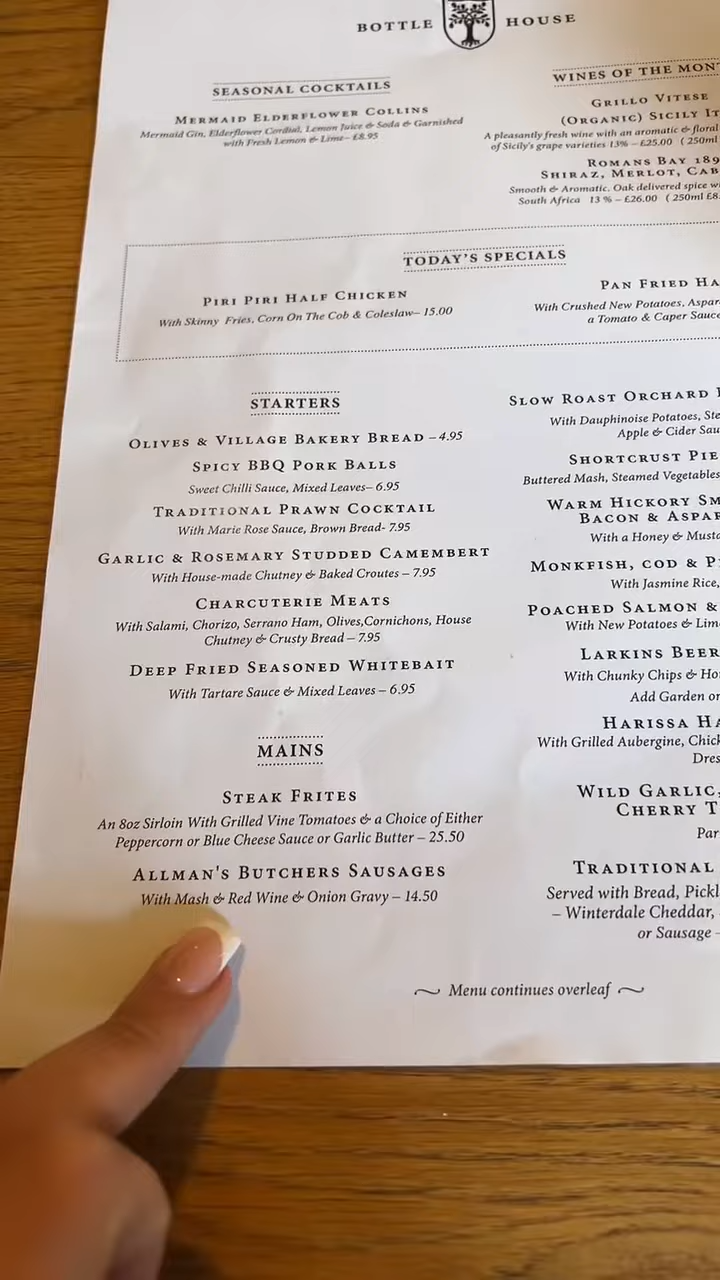 BOTTLE HOUSE
SEASONAL COCKTAILS
MERMAID ELDERFLOWER COLLINS
Mermaid Gin, Elderflower Cordial, Lemon Juice & Soda & Garnished
with Fresh Lemon & Lime– £8.95
WINES OF THE
GRILLO VITESE
(ORGANIC) SICILY
A pleasantly fresh wine with an aromatic & floral
of Sicily's grape varieties 13% – £25.00 ( 250ml
ROMANS BAY
SHIRAZ, MERLOT,
Smooth & Aromatic. Oak delivered spice
South Africa 13 % – £26.00 ( 250ml
TODAY'S SPECIALS
PIRI PIRI HALF CHICKEN
With Skinny Fries, Corn On The Cob & Coleslaw– 15.00
PAN FRIED
With Crushed New Potatoes,
a Tomato & Caper
STARTERS
OLIVES & VILLAGE BAKERY BREAD – 4.95
SPICY BBQ PORK BALLS
Sweet Chilli Sauce, Mixed Leaves– 6.95
TRADITIONAL PRAWN COCKTAIL
With Marie Rose Sauce, Brown Bread- 7.95
GARLIC & ROSEMARY STUDDED CAMEMBERT
With House-made Chutney & Baked Croutes – 7.95
CHARCUTERIE MEATS
With Salami, Chorizo, Serrano Ham, Olives,Cornichons, House
Chutney & Crusty Bread – 7.95
DEEP FRIED SEASONED WHITEBAIT
With Tartare Sauce & Mixed Leaves – 6.95
MAINS
STEAK FRITES
An 8oz Sirloin With Grilled Vine Tomatoes & a Choice of Either
Peppercorn or Blue Cheese Sauce or Garlic Butter – 25.50
ALLMAN'S BUTCHERS SAUSAGES
With Mash & Red Wine & Onion Gravy – 14.50
SLOW ROAST ORCHARD
With Dauphinoise Potatoes,
Apple & Cider
SHORTCRUST PIE
Buttered Mash, Steamed Vegetables
WARM HICKORY
BACON &
With a Honey &
MONKFISH, COD &
With Jasmine Rice,
POACHED SALMON &
With New Potatoes &
LARKINS BEER
With Chunky Chips &
Add Garden or
HARISSA
With Grilled Aubergine,
WILD GARLIC,
CHERRY
TRADITIONAL
Served with Bread,
– Winterdale Cheddar,
or Sausage –
Menu continues overleaf